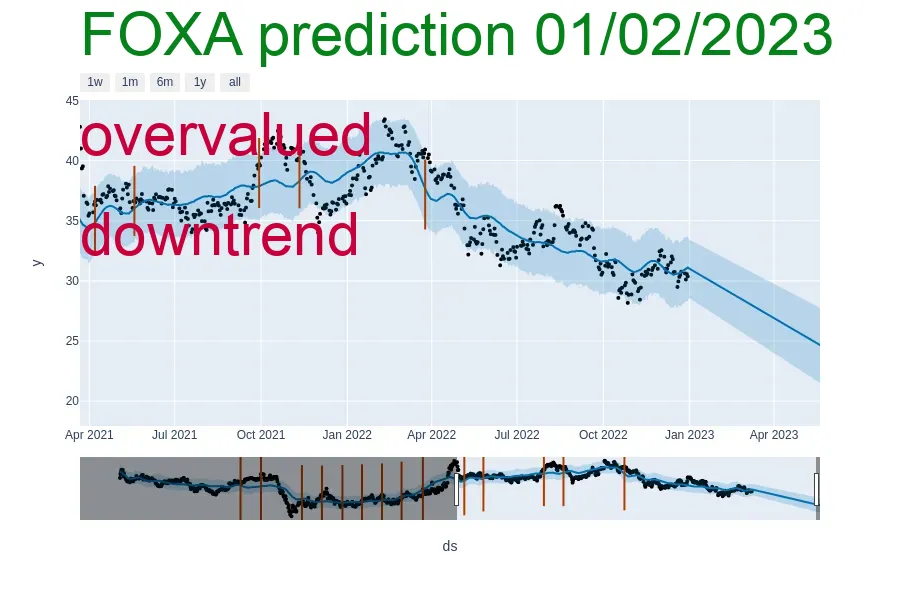 FOXA prediction 01/02/2023
1w 1m 6m 1y all
overvalued
downtrend
45
40
35
30
25
20
y
Apr 2021 Jul 2021 Oct 2021 Jan 2022 Apr 2022 Jul 2022 Oct 2022 Jan 2023 Apr 2023
ds